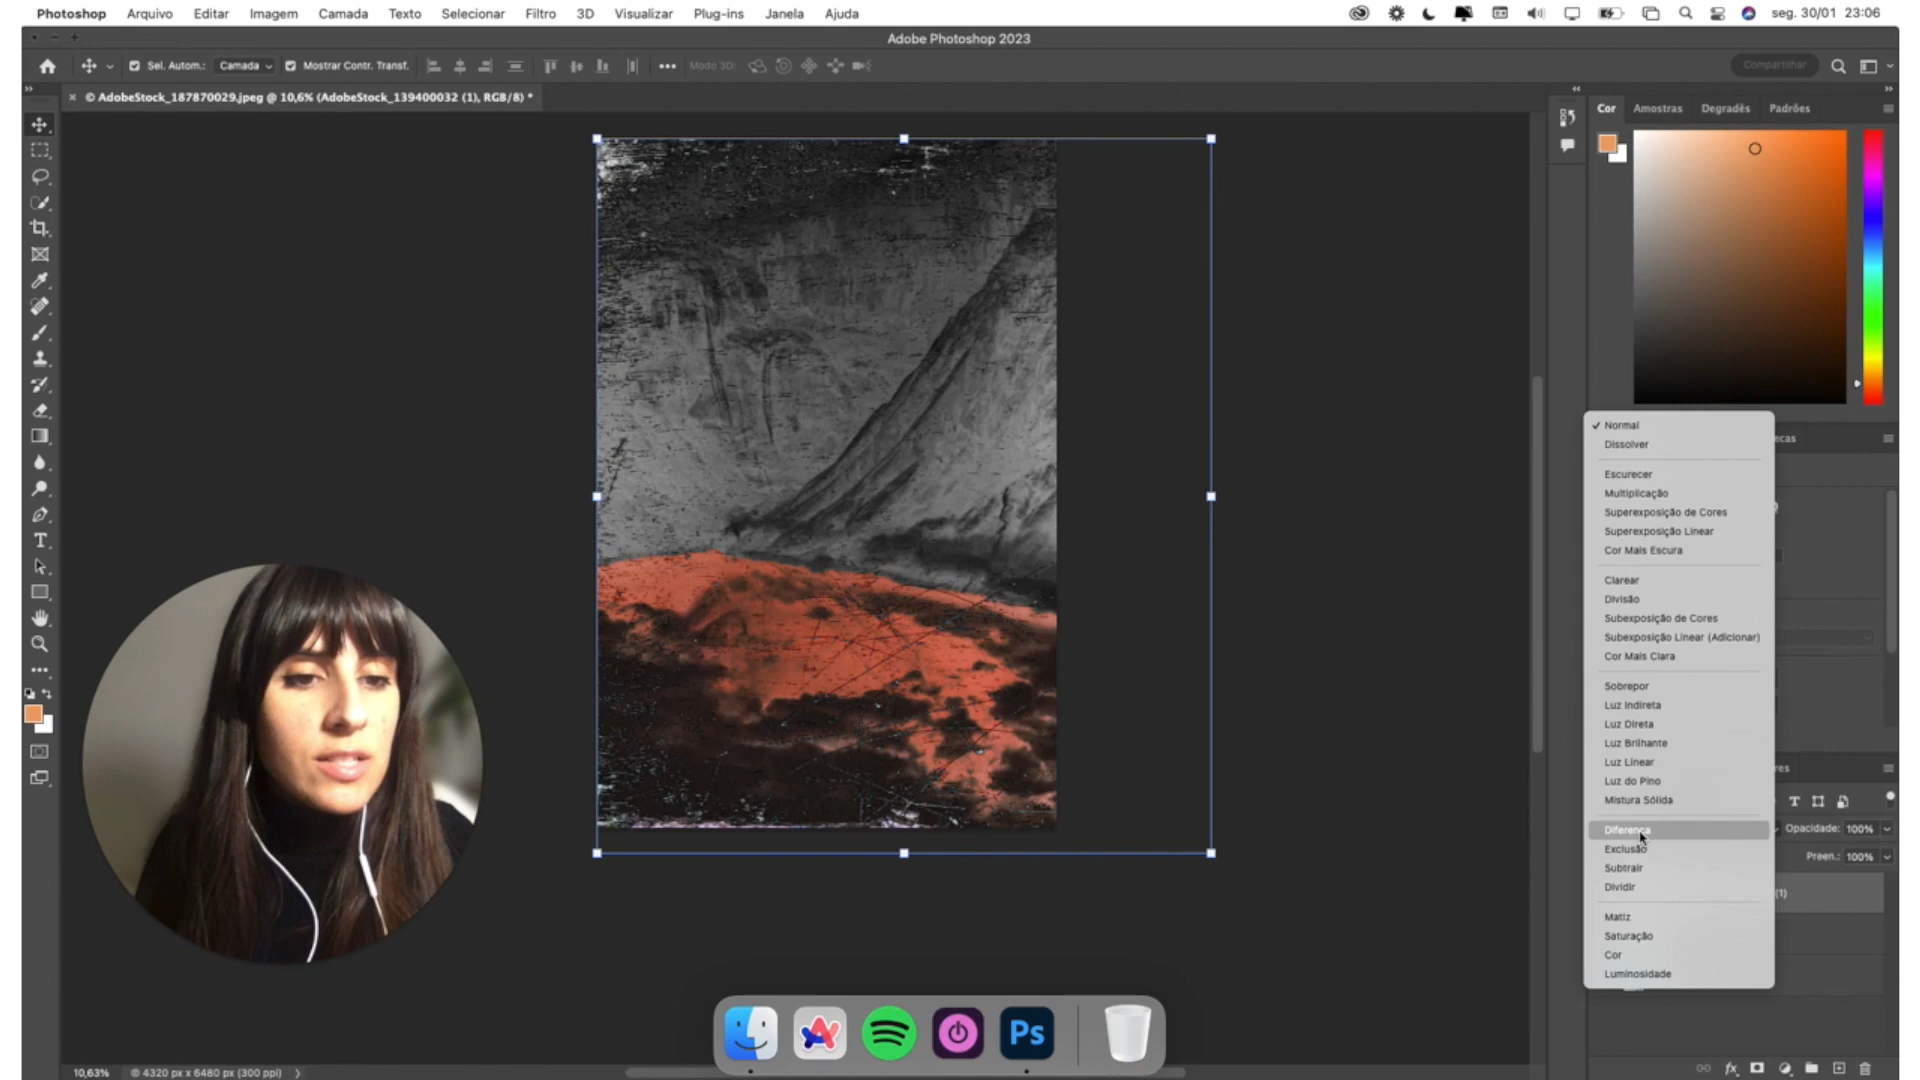 Photoshop Arquivo Editar Imagem Camada Texto Selecionar Filtro 3D Visualizar Plug-ins Janela Ajuda seg. 30/01 23:06
Adobe Photoshop 2023
Sel. Autom.: Camada Mostrar Contr. Transf. Modo 3D: Compartilhar
© AdobeStock_187870029.jpeg @ 10,6% (AdobeStock_139400032 (1), RGB/8) *
Cor Amostras Degradês Padrões
Normal
ecas
Dissolver
Escurecer
Multiplicação
Superexposição de Cores
Superexposição Linear
Cor Mais Escura
Clarear
Divisão
Subexposição de Cores
Subexposição Linear (Adicionar)
Cor Mais Clara
Sobrepor
Luz Indireta
Luz Direta
Luz Brilhante
Luz Linear
res
Luz do Pino
Mistura Sólida
Diferença
Opacidade: 100%
Exclusão
Preen.: 100%
Subtrair
Dividir
(1)
Matiz
Saturação
Cor
Luminosidade
Ps
fx
10,63% © 4320 px x 6480 px (300 ppi)